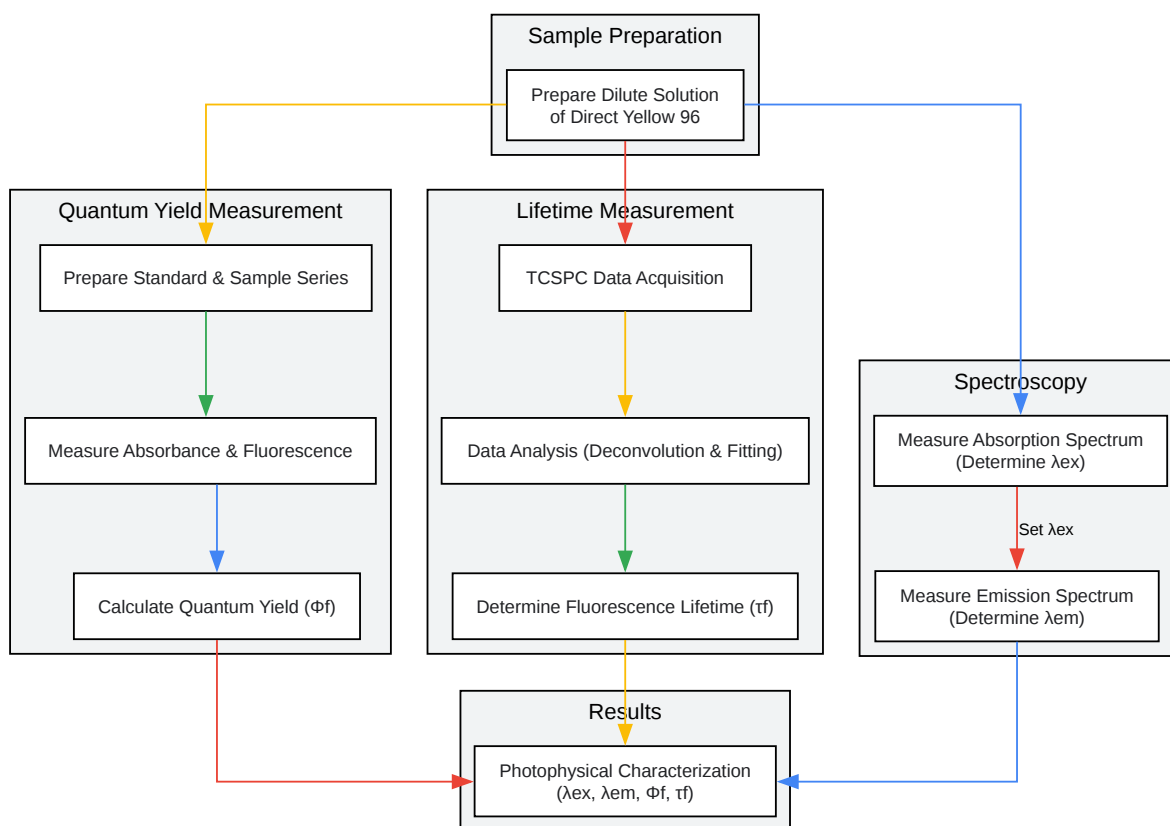 Sample Preparation
Prepare Dilute Solution
of Direct Yellow 96
Quantum Yield Measurement
Prepare Standard & Sample Series
Measure Absorbance & Fluorescence
Calculate Quantum Yield (Φf)
Lifetime Measurement
TCSPC Data Acquisition
Data Analysis (Deconvolution & Fitting)
Determine Fluorescence Lifetime (τf)
Spectroscopy
Measure Absorption Spectrum
(Determine λex)
Set λex
Measure Emission Spectrum
(Determine λem)
Results
Photophysical Characterization
(λex, λem, Φf, τf)